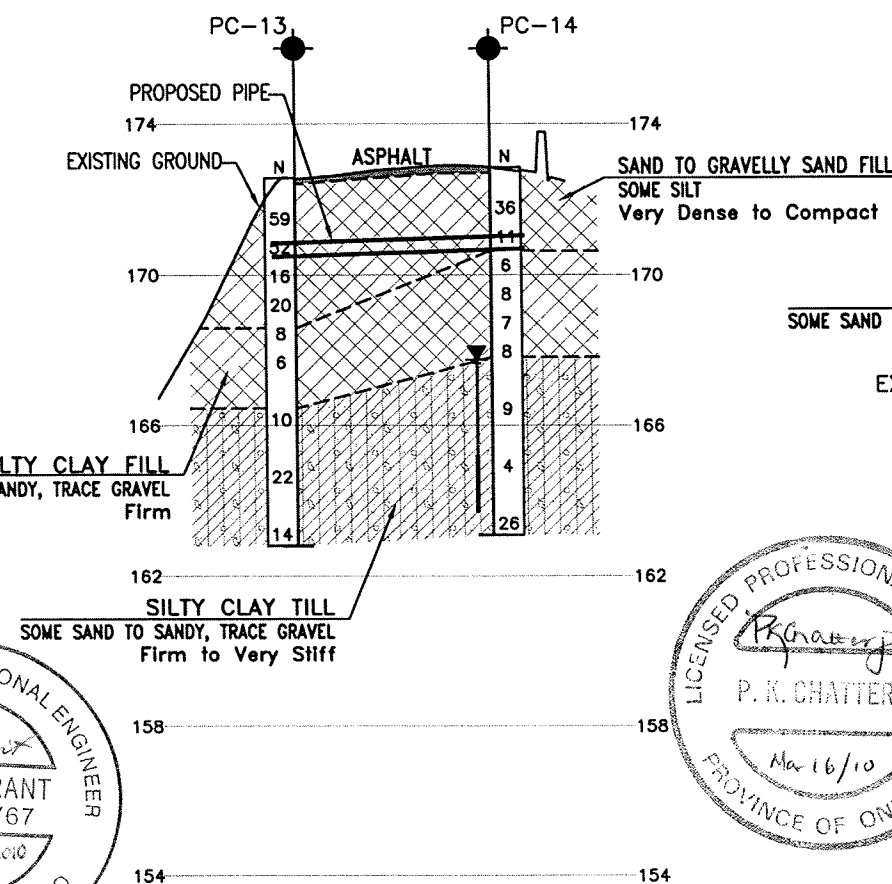 PC-13
PC-14
PROPOSED PIPE
174
174
EXISTING GROUND
N
ASPHALT
N
SAND TO GRAVELLY SAND FILL
SOME SILT
Very Dense to Compact
59
36
52
11
170
16
6
170
20
8
SOME SAND
8
7
6
8
10
9
166
166
LTY CLAY FILL
ANDY, TRACE GRAVEL
Firm
22
4
14
26
162
162
SILTY CLAY TILL
SOME SAND TO SANDY, TRACE GRAVEL
Firm to Very Stiff
LICENSED PROFESSIONA
P. K. CHATTER
Mar 16/10
PROVINCE OF ON
ONAL ENGINEER
RANT
158
158
154
154